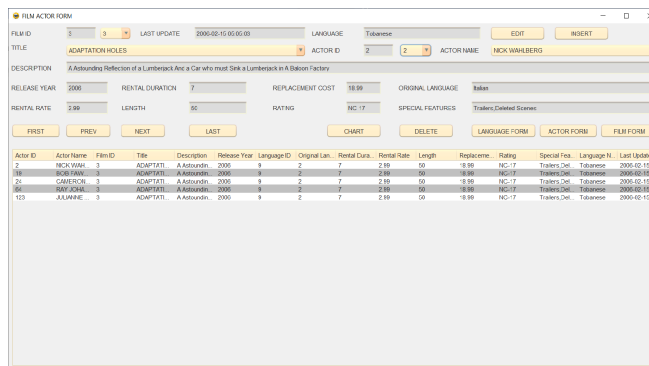 FILM ACTOR FORM
FILM ID 3 3 LAST UPDATE 2006-02-15 05:05:03 LANGUAGE Tobanese EDIT INSERT
TITLE ADAPTATION HOLES ACTOR ID 2 2 ACTOR NAME NICK WAHLBERG
DESCRIPTION A Astounding Reflection of a Lumberjack And a Car who must Sink a Lumberjack in A Baloon Factory
RELEASE YEAR 2006 RENTAL DURATION 7 REPLACEMENT COST 18.99 ORIGINAL LANGUAGE Italian
RENTAL RATE 2.99 LENGTH 50 RATING NC-17 SPECIAL FEATURES Trailers,Deleted Scenes
FIRST PREV NEXT LAST CHART DELETE LANGUAGE FORM ACTOR FORM FILM FORM
Actor ID Actor Name Film ID Title Description Release Year Language ID Original Lan... Rental Dura... Rental Rate Length Replaceme... Rating Special Fea... Language N... Last Update
2 NICK WAH... 3 ADAPTATI... A Astoundin... 2006 9 2 7 2.99 50 18.99 NC-17 Trailers,Del... Tobanese 2006-02-15
19 BOB FAW... 3 ADAPTATI... A Astoundin... 2006 9 2 7 2.99 50 18.99 NC-17 Trailers,Del... Tobanese 2006-02-15
24 CAMERON... 3 ADAPTATI... A Astoundin... 2006 9 2 7 2.99 50 18.99 NC-17 Trailers,Del... Tobanese 2006-02-15
64 RAY JOHA... 3 ADAPTATI... A Astoundin... 2006 9 2 7 2.99 50 18.99 NC-17 Trailers,Del... Tobanese 2006-02-15
123 JULIANNE ... 3 ADAPTATI... A Astoundin... 2006 9 2 7 2.99 50 18.99 NC-17 Trailers,Del... Tobanese 2006-02-15